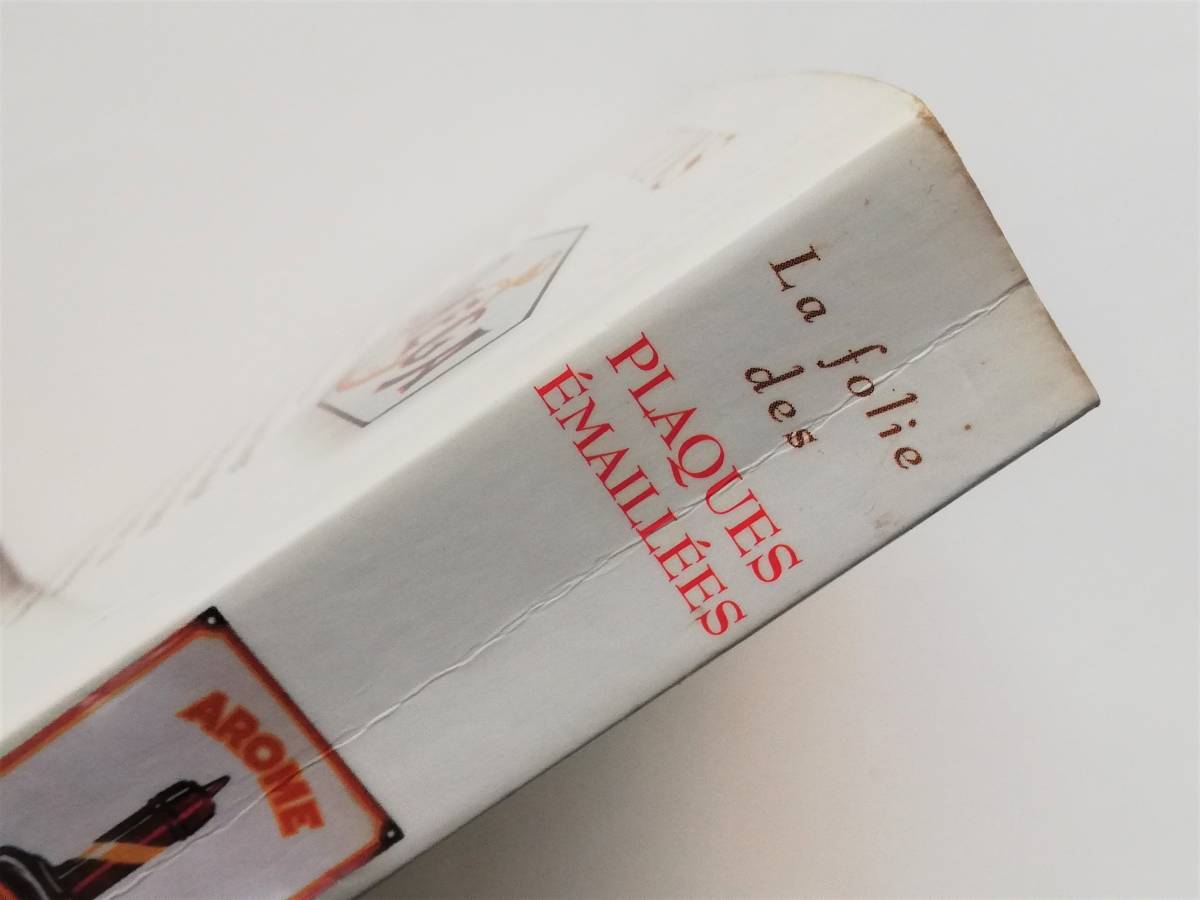 La folie
des
PLAQUES
ÉMAILLÉES
AROME